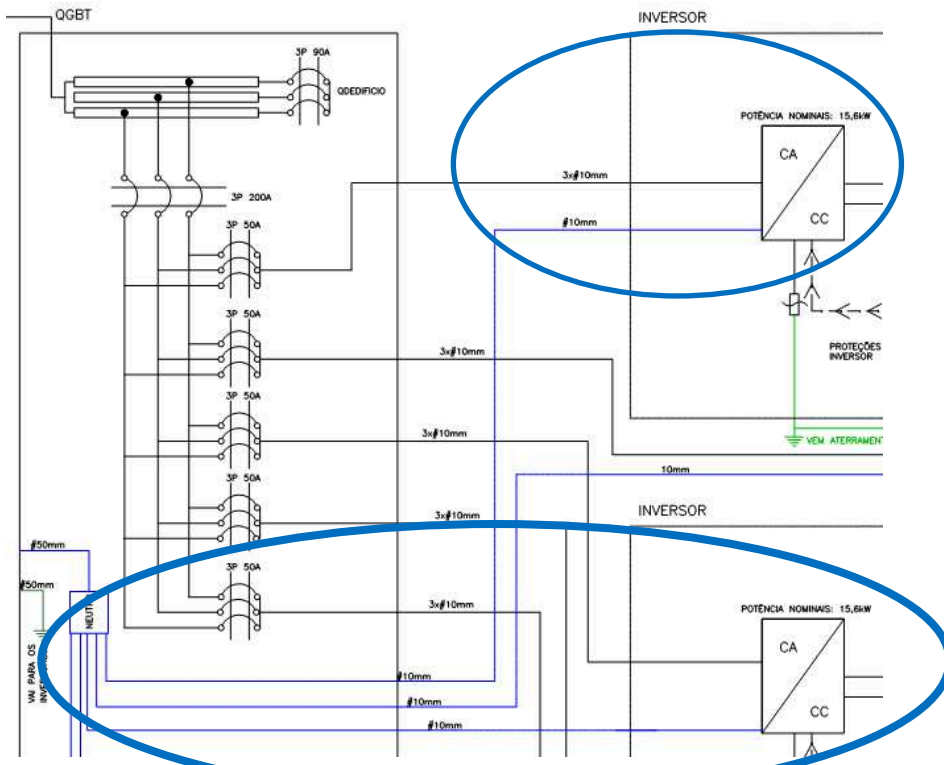 QGBT
INVERSOR
3P 90A
QDEDIFICIO
POTÊNCIA NOMINAIS: 15,6kW
CA
CC
3x#10mm
3P 200A
#10mm
3P 50A
3P 50A
3x#10mm
PROTEÇÕES
INVERSOR
3P 50A
3x#10mm
VEM ATERRAMENT
10mm
3P 50A
3x#10mm
INVERSOR
#50mm
3P 50A
#50mm
3x#10mm
POTÊNCIA NOMINAIS: 15,6kW
CA
CC
VAI PARA OS
#10mm
#10mm
#10mm